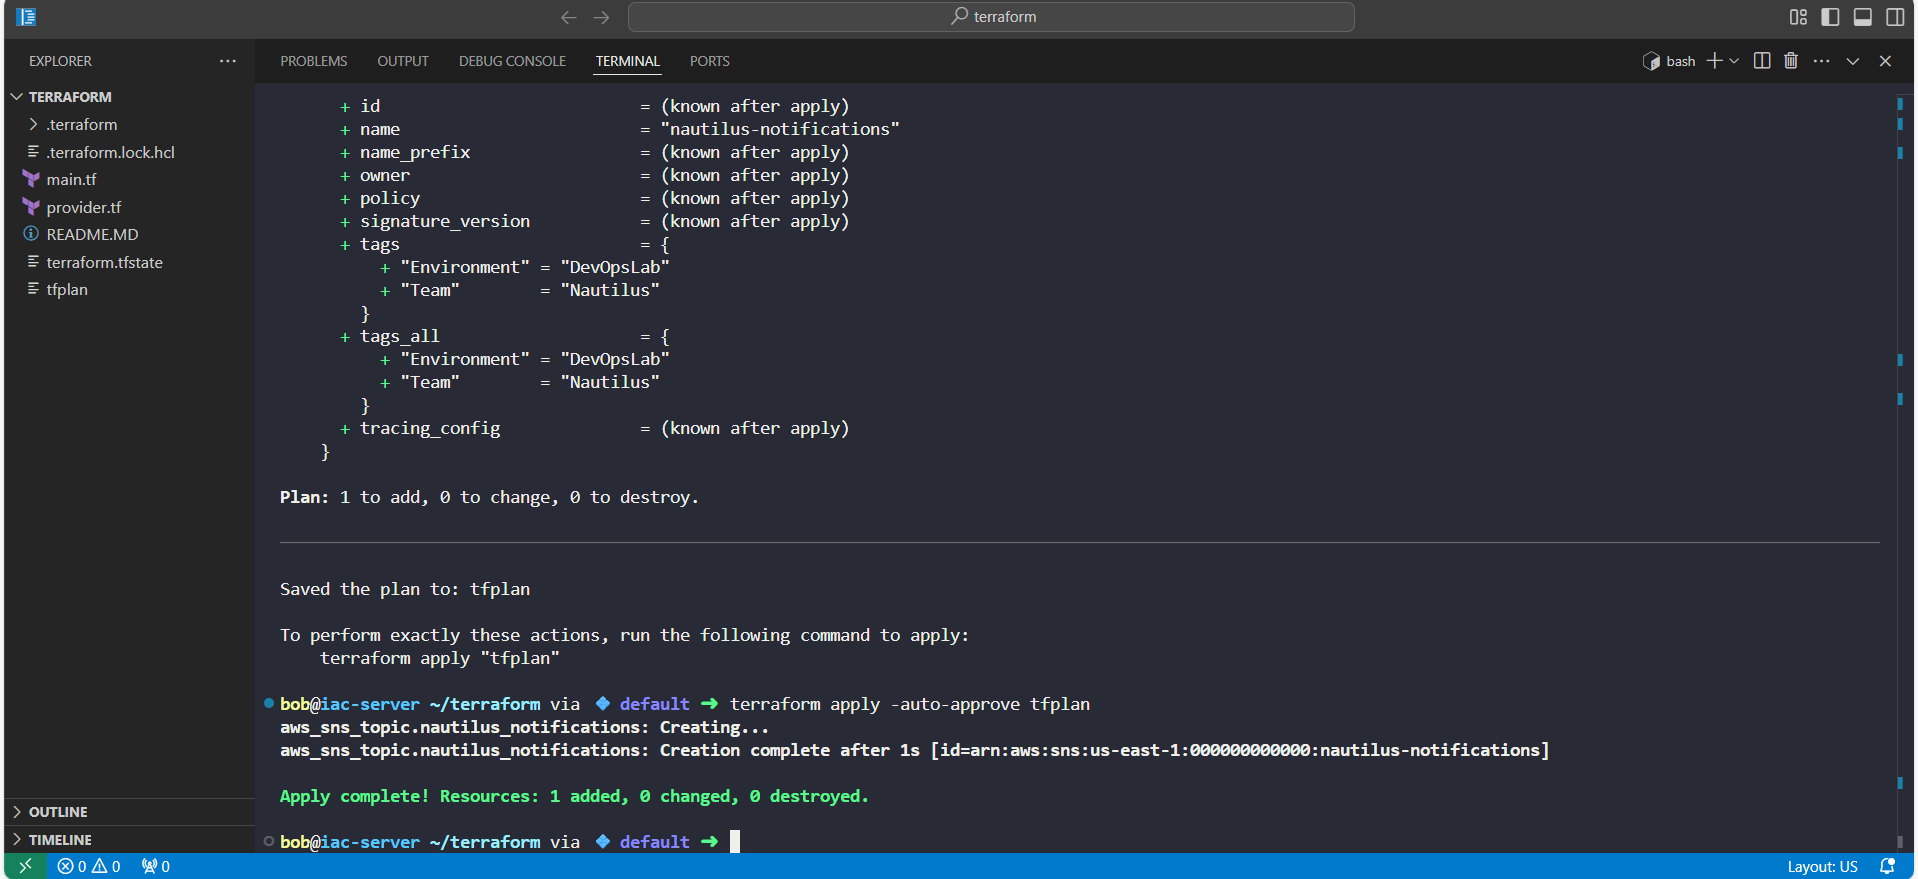 terraform
EXPLORER
TERRAFORM
.terraform
.terraform.lock.hcl
main.tf
provider.tf
README.MD
terraform.tfstate
tfplan
OUTLINE
TIMELINE
PROBLEMS OUTPUT DEBUG CONSOLE TERMINAL PORTS
bash
+ id = (known after apply)
+ name = "nautilus-notifications"
+ name_prefix = (known after apply)
+ owner = (known after apply)
+ policy = (known after apply)
+ signature_version = (known after apply)
+ tags = {
+ "Environment" = "DevOpsLab"
+ "Team" = "Nautilus"
}
+ tags_all = {
+ "Environment" = "DevOpsLab"
+ "Team" = "Nautilus"
}
+ tracing_config = (known after apply)
}
Plan: 1 to add, 0 to change, 0 to destroy.
Saved the plan to: tfplan
To perform exactly these actions, run the following command to apply:
terraform apply "tfplan"
bob@iac-server ~/terraform via default ➜ terraform apply -auto-approve tfplan
aws_sns_topic.nautilus_notifications: Creating...
aws_sns_topic.nautilus_notifications: Creation complete after 1s [id=arn:aws:sns:us-east-1:000000000000:nautilus-notifications]
Apply complete! Resources: 1 added, 0 changed, 0 destroyed.
bob@iac-server ~/terraform via default ➜
0 0 0
Layout: US